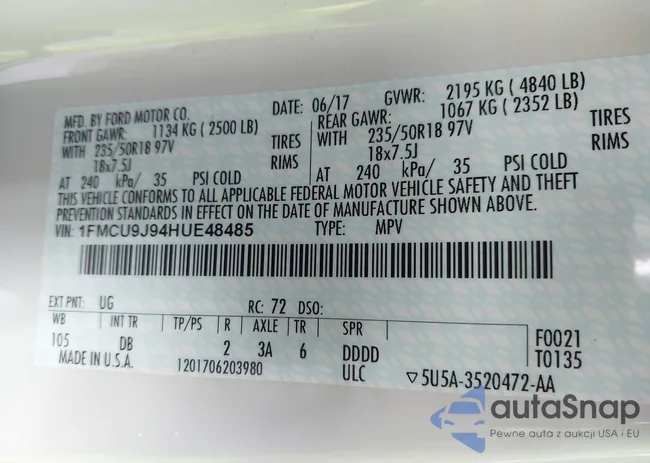 MFD. BY FORD MOTOR CO.
DATE: 06/17
GVWR: 2195 KG ( 4840 LB)
FRONT GAWR: 1134 KG ( 2500 LB)
REAR GAWR: 1067 KG ( 2352 LB)
WITH 235/50R18 97V TIRES
WITH 235/50R18 97V TIRES
18x7.5J RIMS
18x7.5J RIMS
AT 240 kPa/ 35 PSI COLD
AT 240 kPa/ 35 PSI COLD
THIS VEHICLE CONFORMS TO ALL APPLICABLE FEDERAL MOTOR VEHICLE SAFETY AND THEFT
PREVENTION STANDARDS IN EFFECT ON THE DATE OF MANUFACTURE SHOWN ABOVE.
VIN: 1FMCU9J94HUE48485
TYPE: MPV
EXT PNT: UG RC: 72 DSO:
WB INT TR TP/PS R AXLE TR SPR F0021
105 DB 2 3A 6 DDDD T0135
MADE IN U.S.A. 1201706203980 ULC ▽5U5A-3520472-AA
autaSnap
Pewne auta z aukcji USA i EU